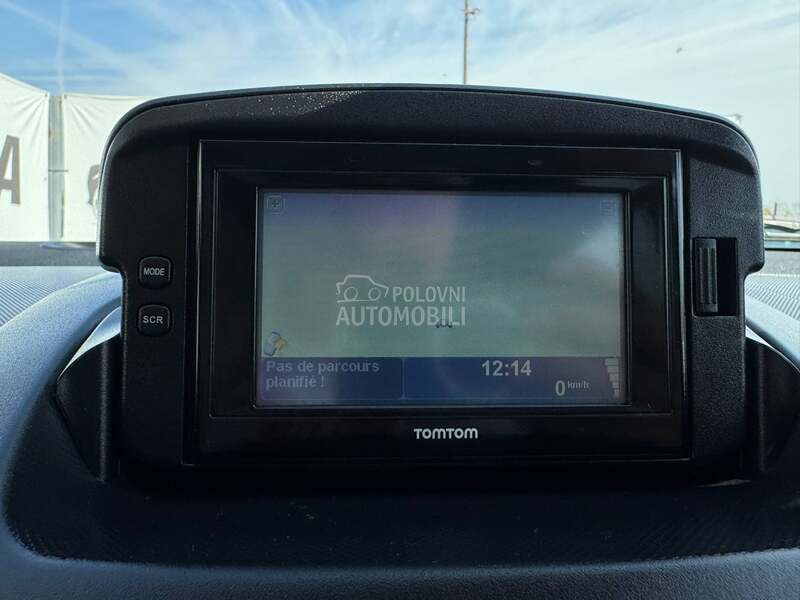 A
MODE
SCR
POLOVNI
AUTOMOBILI
Pas de parcours
planifié !
12:14
0 km/h
TOMTOM